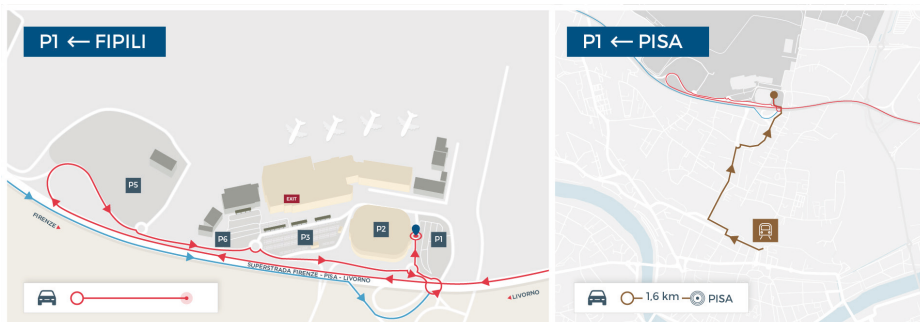 P1 ← FIPILI
P5
EXIT
P6
P3
P2
P1
FIRENZE
SUPERSTRADA FIRENZE - PISA - LIVORNO
LIVORNO
P1 ← PISA
1,6 km
PISA